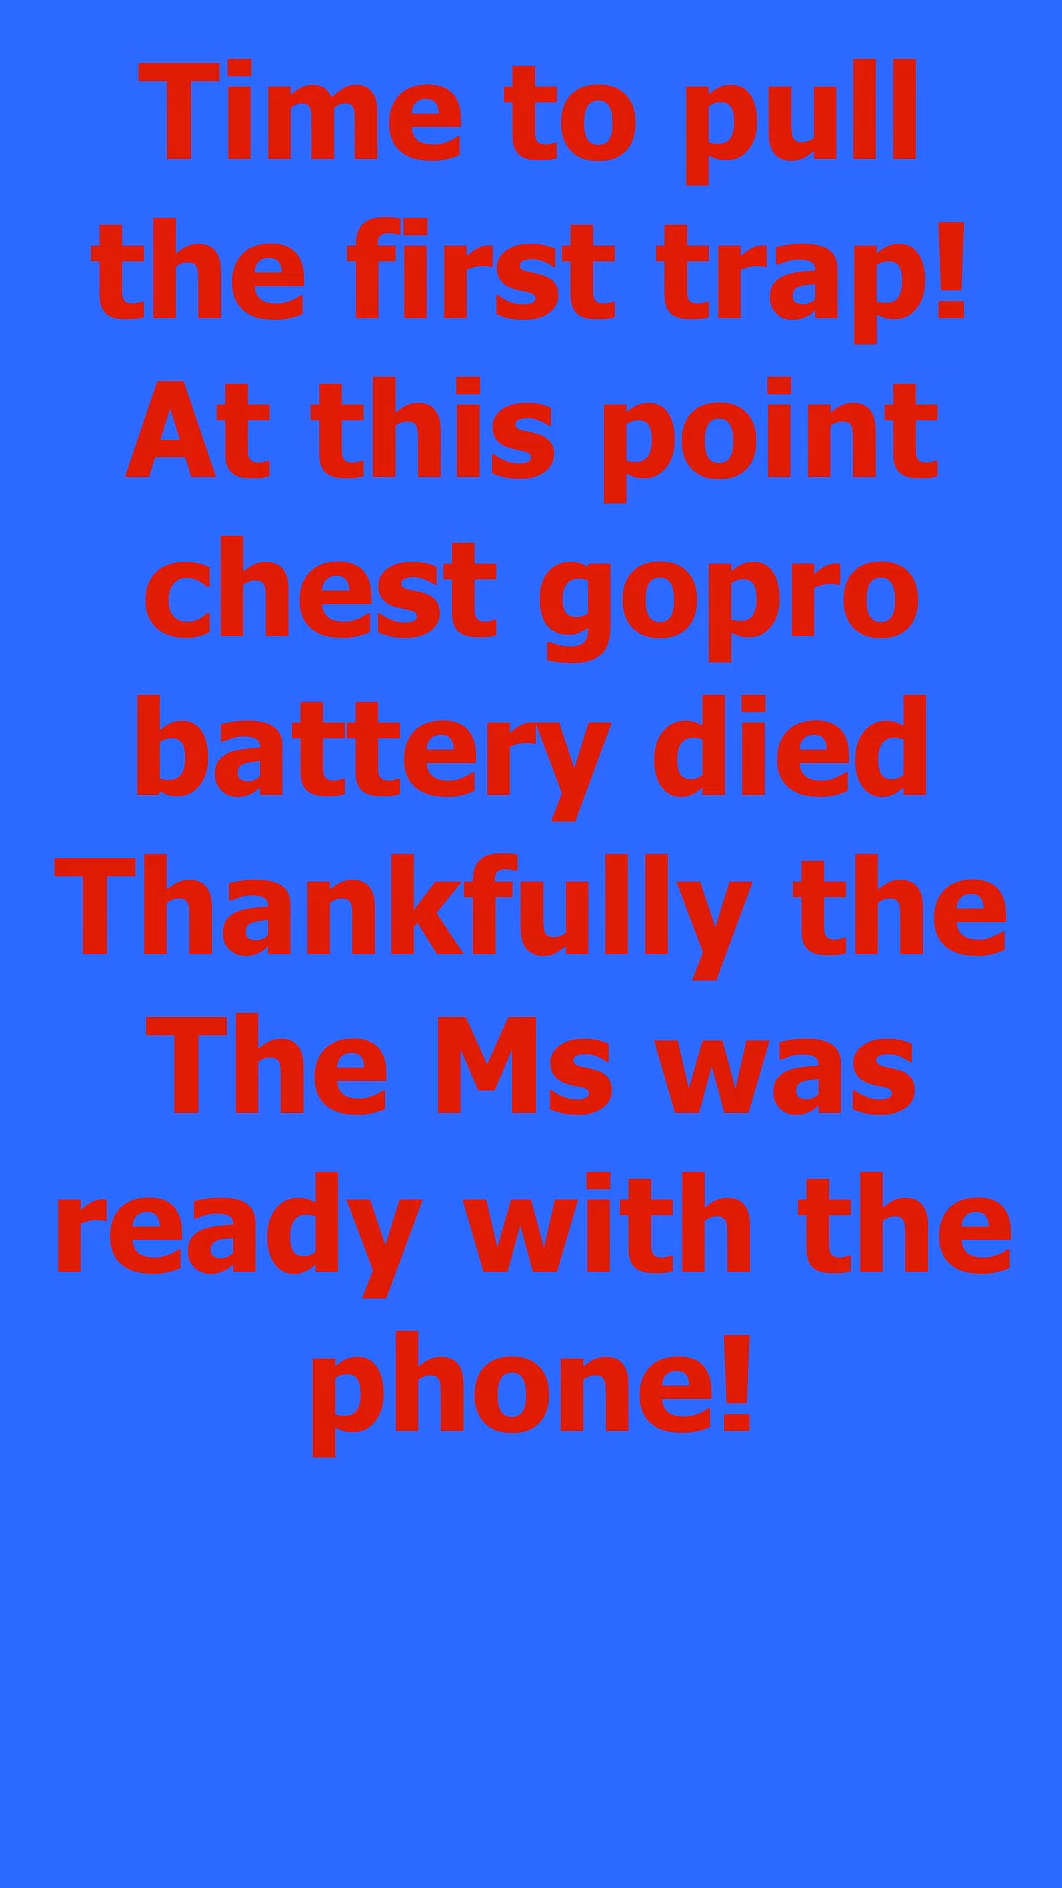 Time to pull
the first trap!
At this point
chest gopro
battery died
Thankfully the
The Ms was
ready with the
phone!